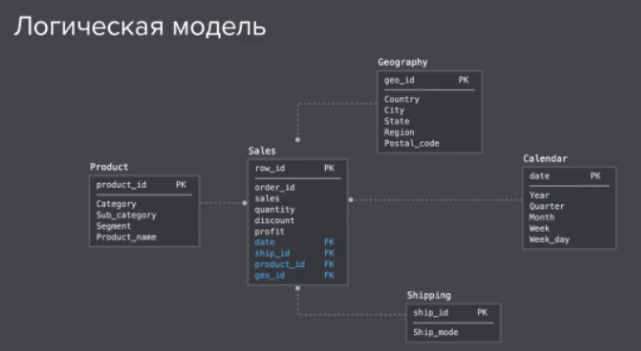 Логическая модель
Geography
geo_id PK
Country
City
State
Region
Postal_code
Sales
row_id PK
order_id
sales
quantity
discount
profit
date FK
ship_id FK
product_id FK
geo_id FK
Product
product_id PK
Category
Sub_category
Segment
Product_name
Calendar
date PK
Year
Quarter
Month
Week
Week_day
Shipping
ship_id PK
Ship_mode